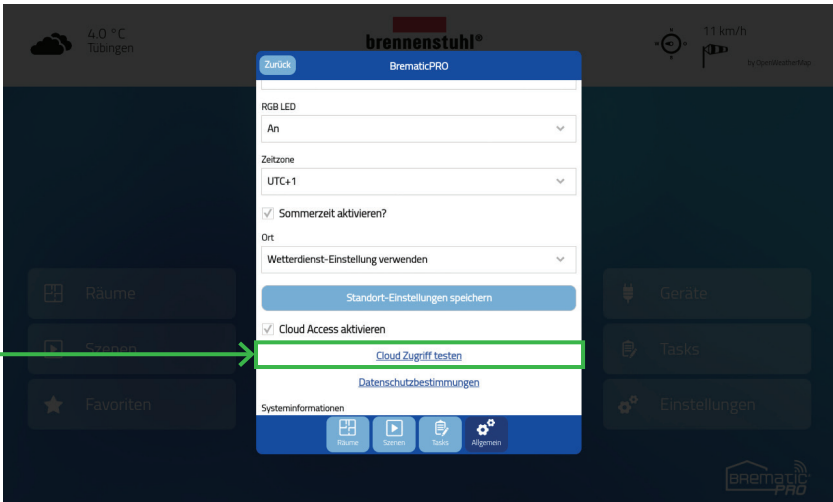 4.0 °C
Tübingen
brennenstuhl®
11 km/h
by OpenWeatherMap
Zurück
BrematicPRO
RGB LED
An
Zeitzone
UTC+1
Sommerzeit aktivieren?
Ort
Wetterdienst-Einstellung verwenden
Standort-Einstellungen speichern
Cloud Access aktivieren
Cloud Zugriff testen
Datenschutzbestimmungen
Systeminformationen
Räume
Szenen
Tasks
Allgemein
Räume
Szenen
Favoriten
Geräte
Tasks
Einstellungen
Brematic
PRO